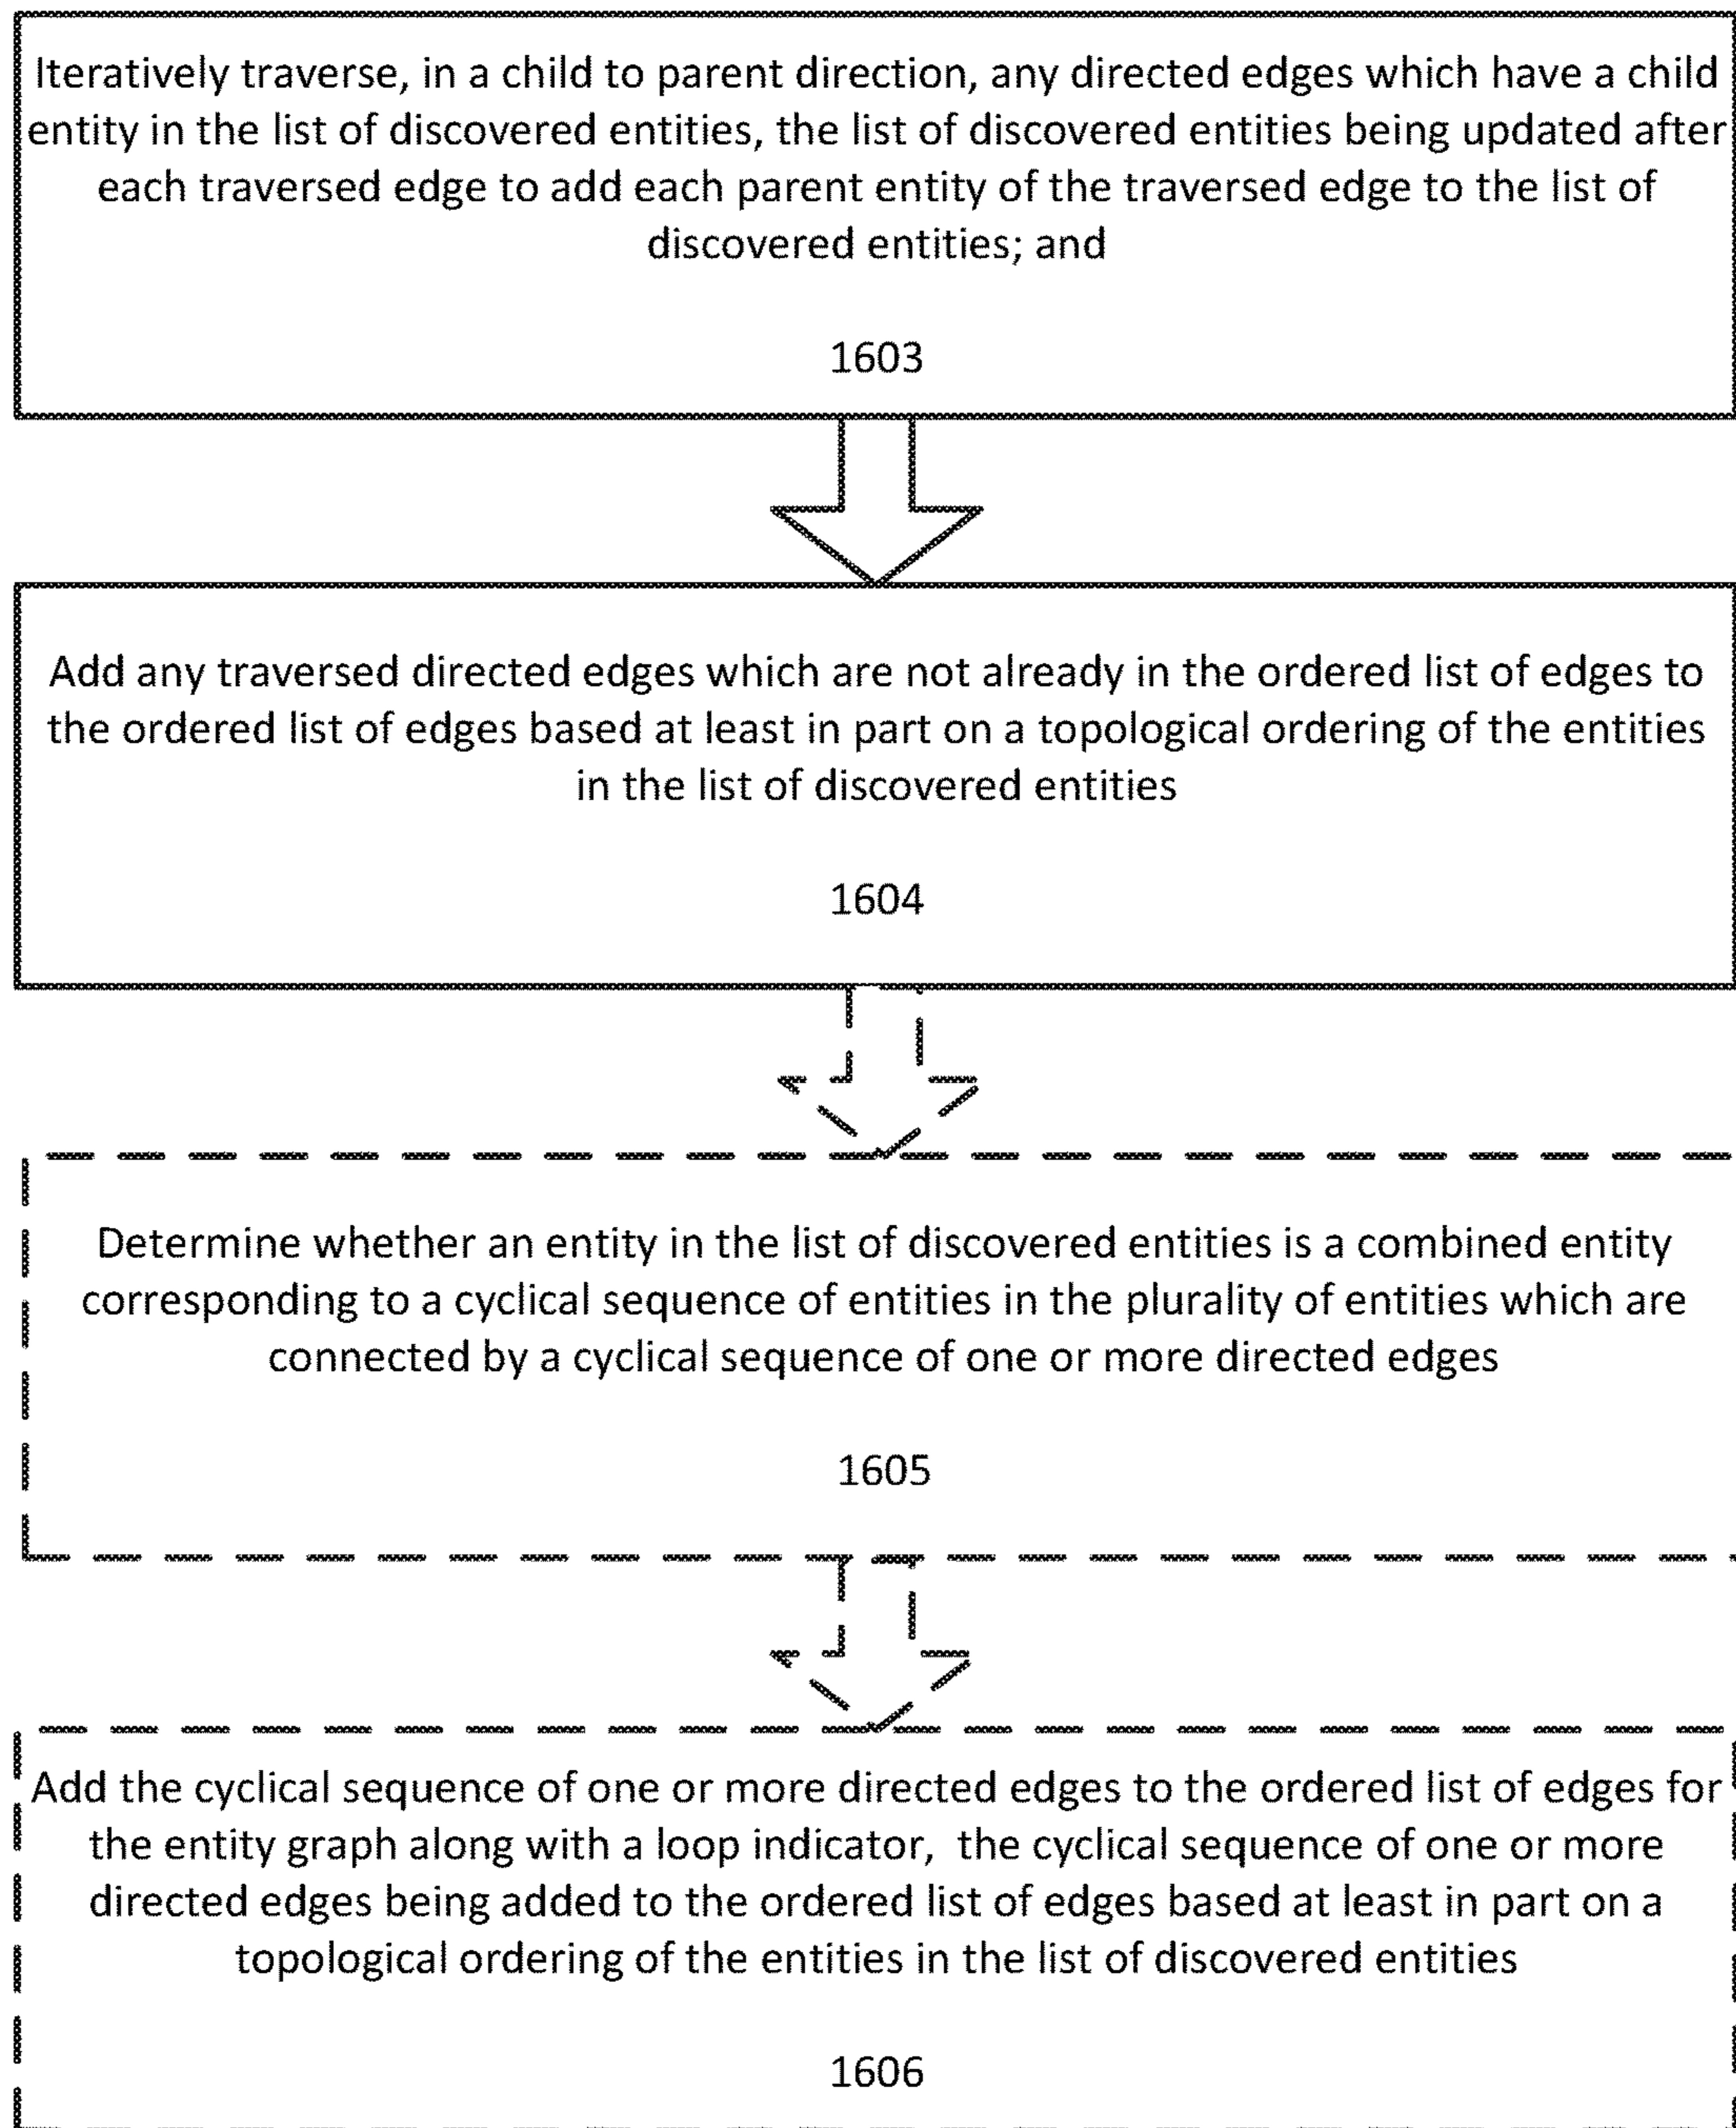 Iteratively traverse, in a child to parent direction, any directed edges which have a child
entity in the list of discovered entities, the list of discovered entities being updated after
each traversed edge to add each parent entity of the traversed edge to the list of
discovered entities; and
1603
Add any traversed directed edges which are not already in the ordered list of edges to
the ordered list of edges based at least in part on a topological ordering of the entities
in the list of discovered entities
1604
Determine whether an entity in the list of discovered entities is a combined entity
corresponding to a cyclical sequence of entities in the plurality of entities which are
connected by a cyclical sequence of one or more directed edges
1605
Add the cyclical sequence of one or more directed edges to the ordered list of edges for
the entity graph along with a loop indicator, the cyclical sequence of one or more
directed edges being added to the ordered list of edges based at least in part on a
topological ordering of the entities in the list of discovered entities
1606